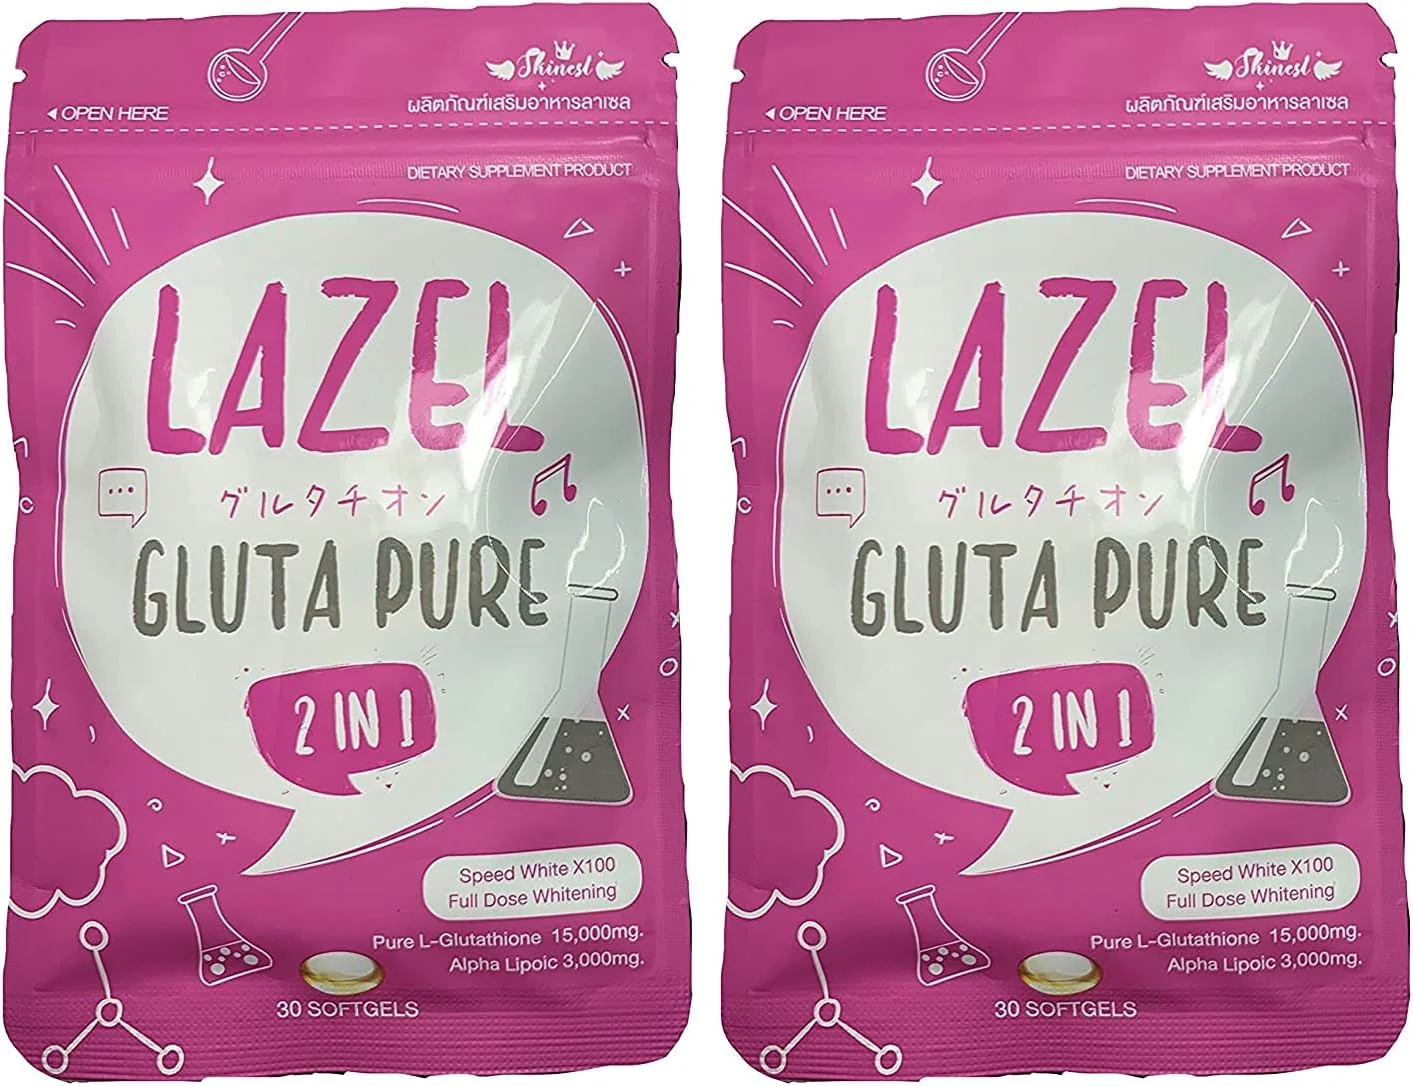 Skinest
ผลิตภัณฑ์เสริมอาหารลาเซล
OPEN HERE
DIETARY SUPPLEMENT PRODUCT
LAZEL
グルタチオン
GLUTA PURE
2 IN 1
Speed White X100
Full Dose Whitening
Pure L-Glutathione 15,000mg.
Alpha Lipoic 3,000mg.
30 SOFTGELS
Skinest
ผลิตภัณฑ์เสริมอาหารลาเซล
OPEN HERE
DIETARY SUPPLEMENT PRODUCT
LAZEL
グルタチオン
GLUTA PURE
2 IN 1
Speed White X100
Full Dose Whitening
Pure L-Glutathione 15,000mg.
Alpha Lipoic 3,000mg.
30 SOFTGELS